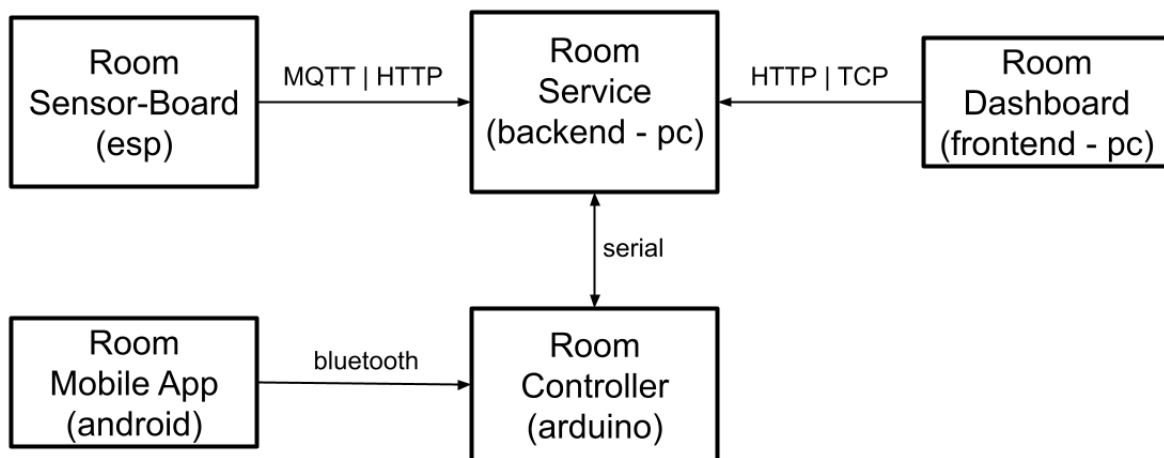 Room
Sensor-Board
(esp)
MQTT | HTTP
Room
Service
(backend - pc)
HTTP | TCP
Room
Dashboard
(frontend - pc)
serial
Room
Mobile App
(android)
bluetooth
Room
Controller
(arduino)